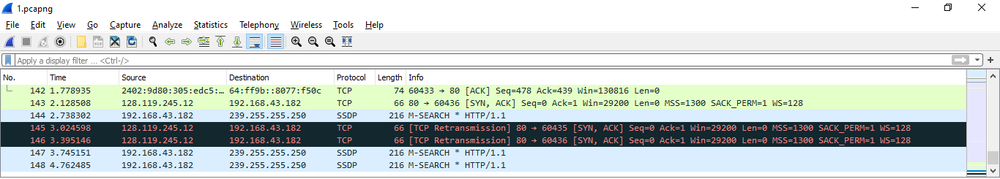 1.pcapng
File Edit View Go Capture Analyze Statistics Telephony Wireless Tools Help
Apply a display filter ... <Ctrl-/>
No. Time Source Destination Protocol Length Info
142 1.778935 2402:9d80:305:edc5:… 64:ff9b::8077:f50c TCP 74 60433 → 80 [ACK] Seq=478 Ack=439 Win=130816 Len=0
143 2.128508 128.119.245.12 192.168.43.182 TCP 66 80 → 60436 [SYN, ACK] Seq=0 Ack=1 Win=29200 Len=0 MSS=1300 SACK_PERM=1 WS=128
144 2.738302 192.168.43.182 239.255.255.250 SSDP 216 M-SEARCH * HTTP/1.1
145 3.024598 128.119.245.12 192.168.43.182 TCP 66 [TCP Retransmission] 80 → 60435 [SYN, ACK] Seq=0 Ack=1 Win=29200 Len=0 MSS=1300 SACK_PERM=1 WS=128
146 3.395146 128.119.245.12 192.168.43.182 TCP 66 [TCP Retransmission] 80 → 60436 [SYN, ACK] Seq=0 Ack=1 Win=29200 Len=0 MSS=1300 SACK_PERM=1 WS=128
147 3.745151 192.168.43.182 239.255.255.250 SSDP 216 M-SEARCH * HTTP/1.1
148 4.762485 192.168.43.182 239.255.255.250 SSDP 216 M-SEARCH * HTTP/1.1